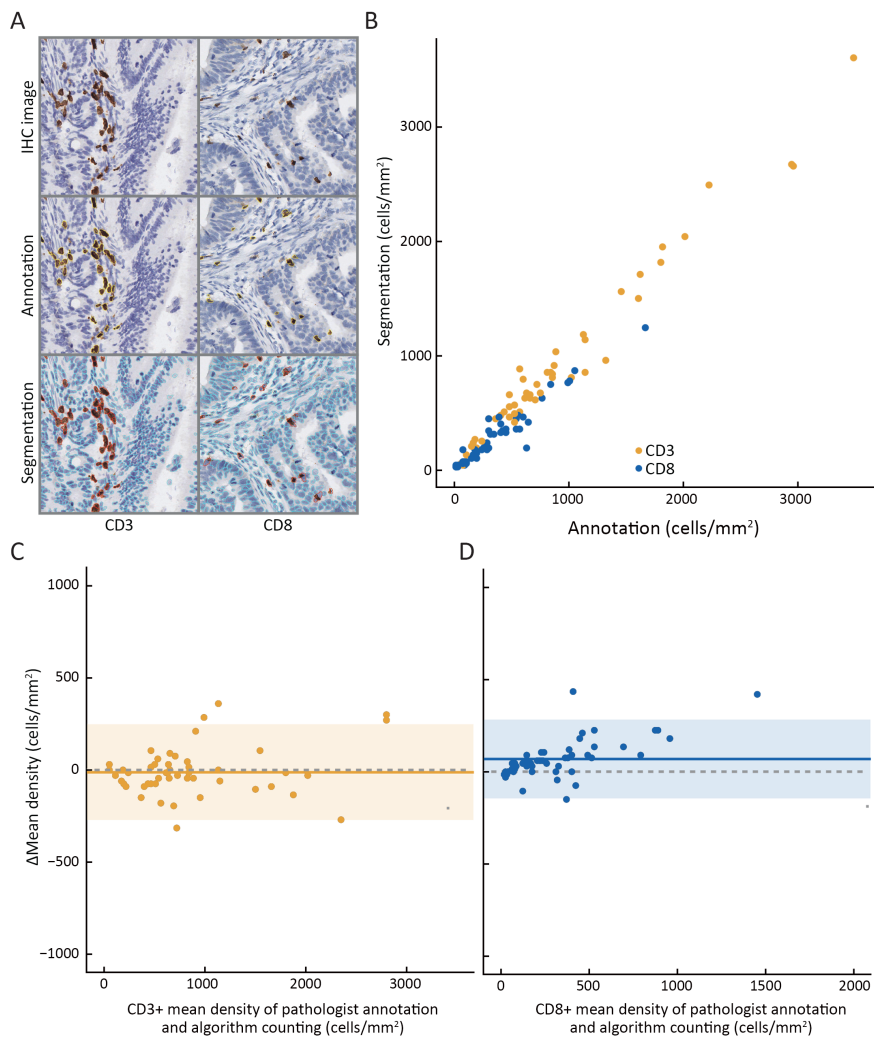 A
IHC image
Annotation
Segmentation
CD3
CD8
B
Segmentation (cells/mm²)
3000
2000
1000
0
CD3
CD8
0
1000
2000
3000
Annotation (cells/mm²)
C
ΔMean density (cells/mm²)
1000
500
0
−500
−1000
0
1000
2000
3000
CD3+ mean density of pathologist annotation
and algorithm counting (cells/mm²)
D
0
500
1000
1500
2000
CD8+ mean density of pathologist annotation
and algorithm counting (cells/mm²)